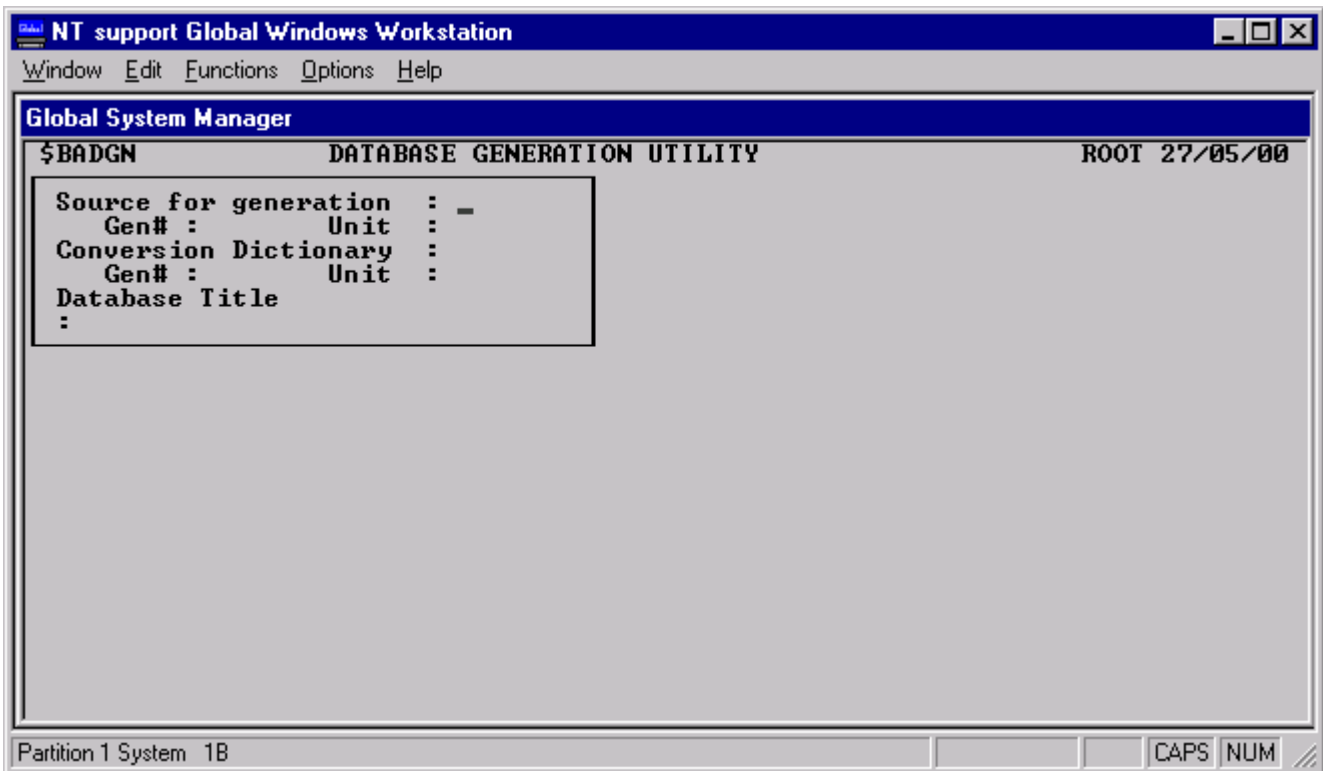 NT support Global Windows Workstation
Window Edit Functions Options Help
Global System Manager
$BADGN DATABASE GENERATION UTILITY ROOT 27/05/00
Source for generation : _
Gen# : Unit :
Conversion Dictionary :
Gen# : Unit :
Database Title
:
Partition 1 System 1B CAPS NUM